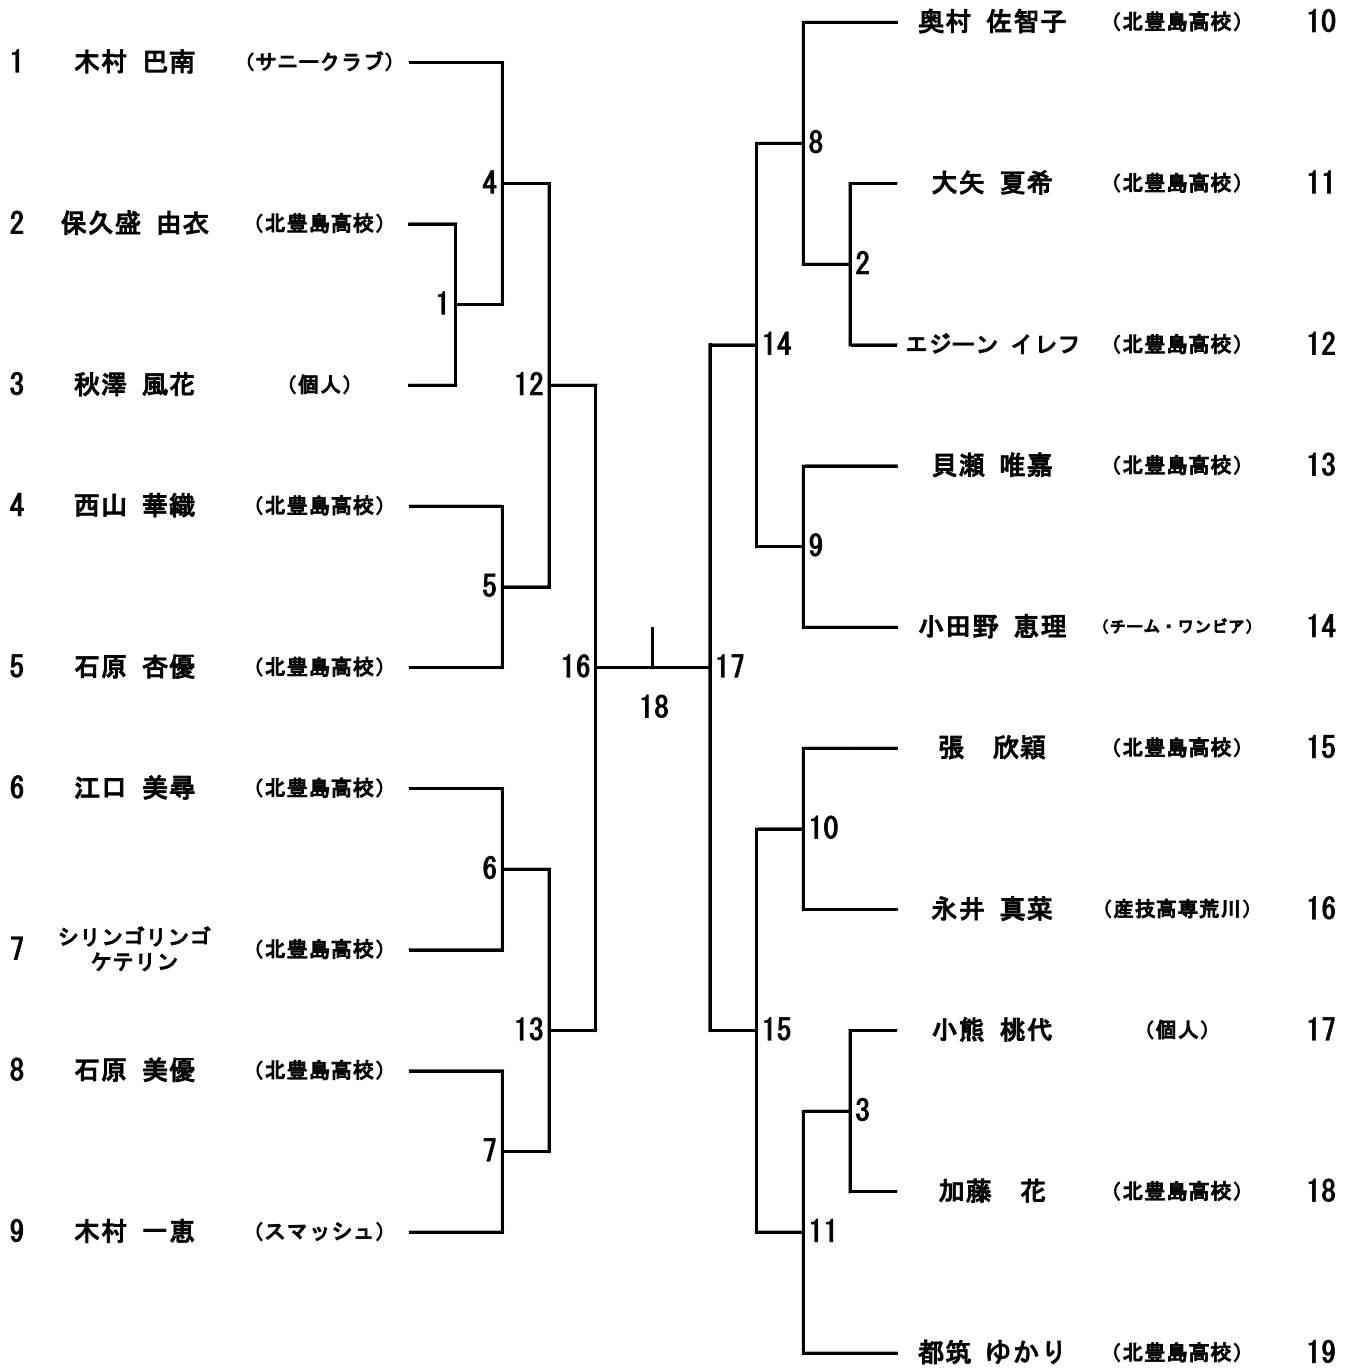 1 木村 巴南 （サニークラブ）
2 保久盛 由衣 （北豊島高校）
3 秋澤 風花 （個人）
4 西山 華織 （北豊島高校）
5 石原 杏優 （北豊島高校）
6 江口 美尋 （北豊島高校）
7 シリンゴリンゴ ケテリン （北豊島高校）
8 石原 美優 （北豊島高校）
9 木村 一恵 （スマッシュ）
4
1
12
5
16
6
13
7
18
17
8
2
14
9
10
15
3
11
奥村 佐智子 （北豊島高校） 10
大矢 夏希 （北豊島高校） 11
エジーン イレフ （北豊島高校） 12
貝瀬 唯嘉 （北豊島高校） 13
小田野 恵理 （チーム・ワンピア） 14
張 欣穎 （北豊島高校） 15
永井 真菜 （産技高専荒川） 16
小熊 桃代 （個人） 17
加藤 花 （北豊島高校） 18
都筑 ゆかり （北豊島高校） 19